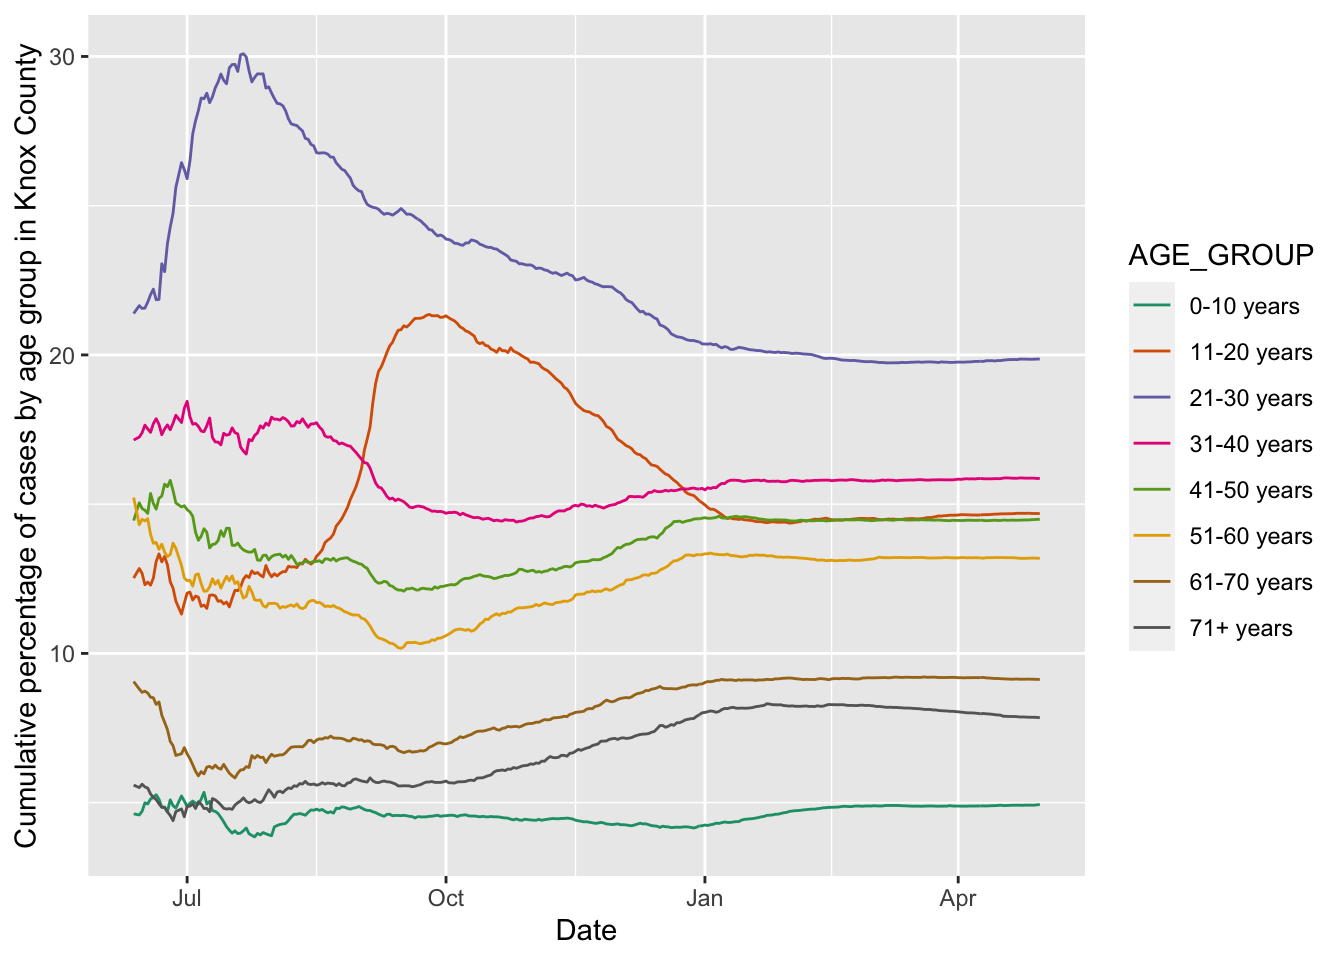 Cumulative percentage of cases by age group in Knox County
30
20
10
Jul
Oct
Jan
Apr
Date
AGE_GROUP
0-10 years
11-20 years
21-30 years
31-40 years
41-50 years
51-60 years
61-70 years
71+ years